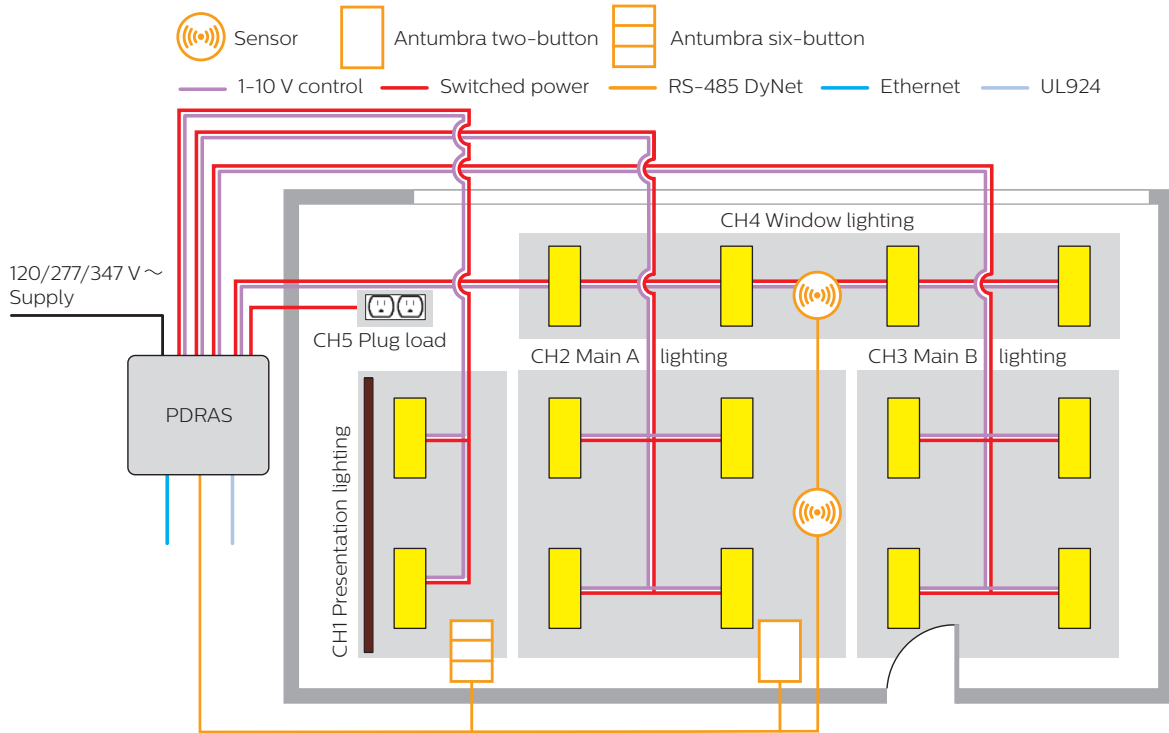 Sensor
Antumbra two-button
Antumbra six-button
1-10 V control
Switched power
RS-485 DyNet
Ethernet
UL924
CH4 Window lighting
120/277/347 V ~
Supply
CH5 Plug load
CH2 Main A lighting
CH3 Main B lighting
PDRAS
CH1 Presentation lighting